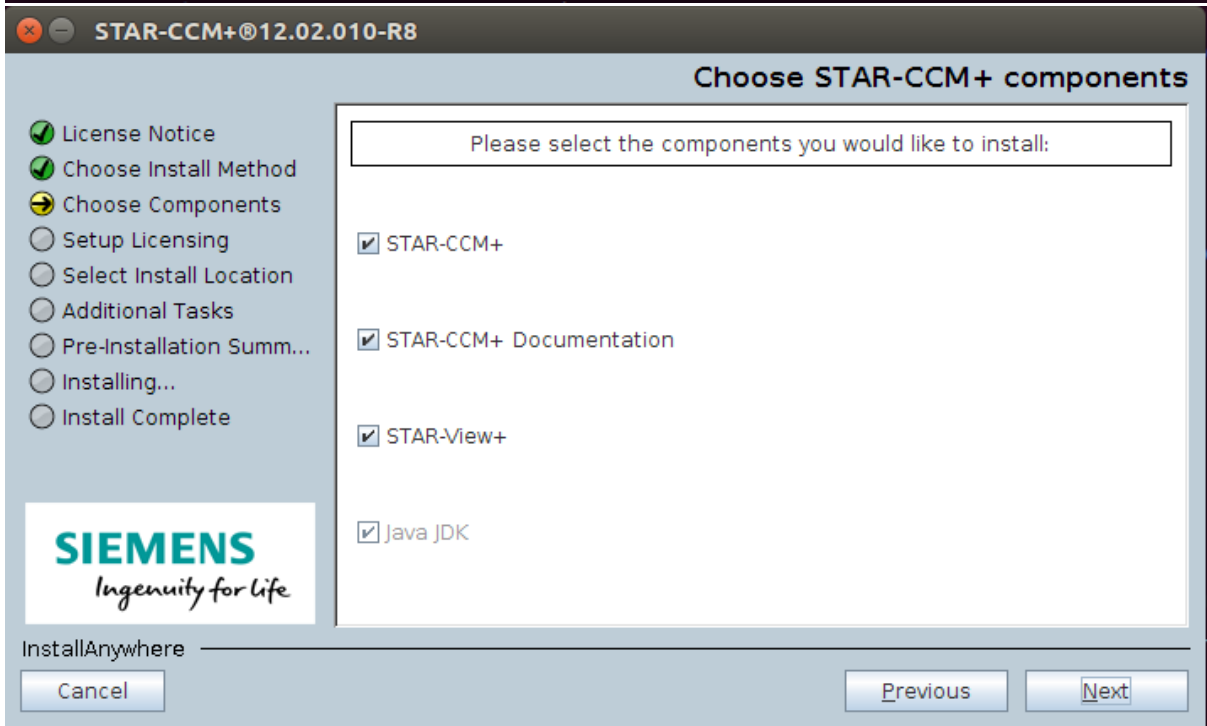 STAR-CCM+®12.02.010-R8
Choose STAR-CCM+ components
License Notice
Choose Install Method
Choose Components
Setup Licensing
Select Install Location
Additional Tasks
Pre-Installation Summ...
Installing...
Install Complete
Please select the components you would like to install:
STAR-CCM+
STAR-CCM+ Documentation
STAR-View+
Java JDK
SIEMENS
Ingenuity for life
InstallAnywhere
Cancel
Previous
Next